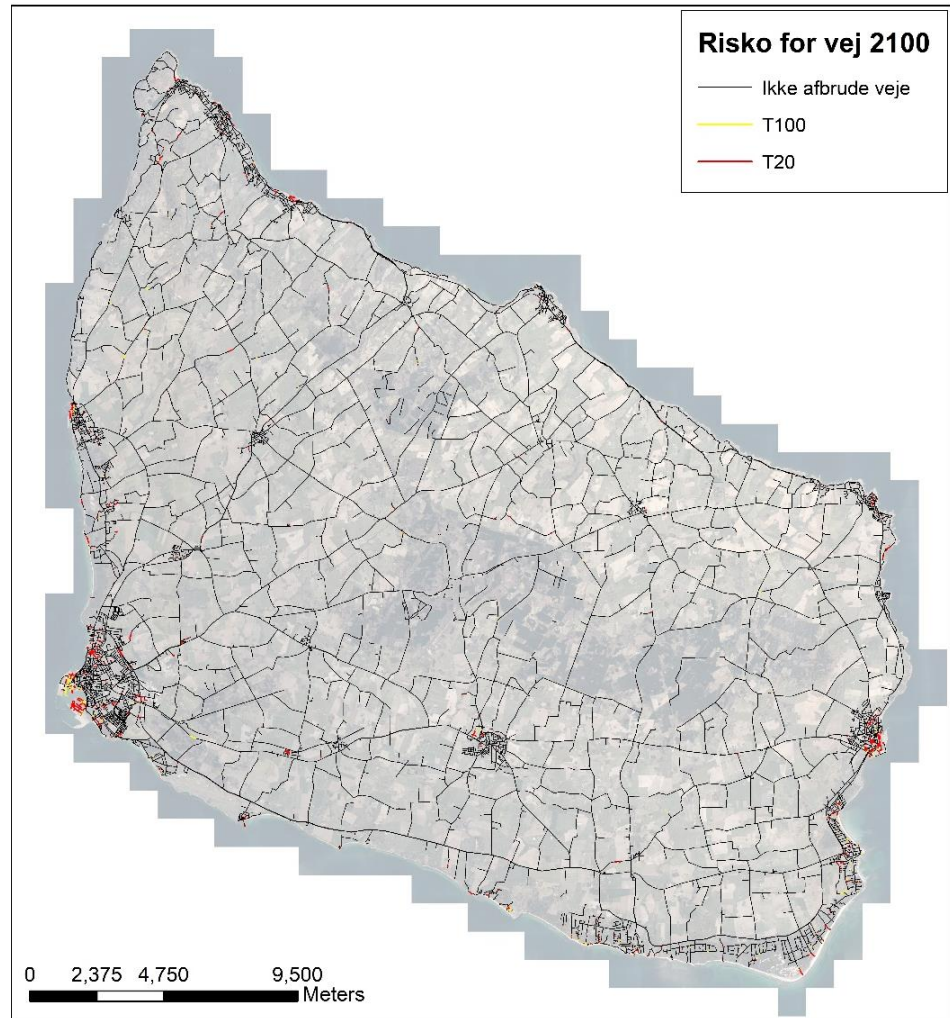 Risko for vej 2100
Ikke afbrude veje
T100
T20
0 2,375 4,750 9,500
Meters